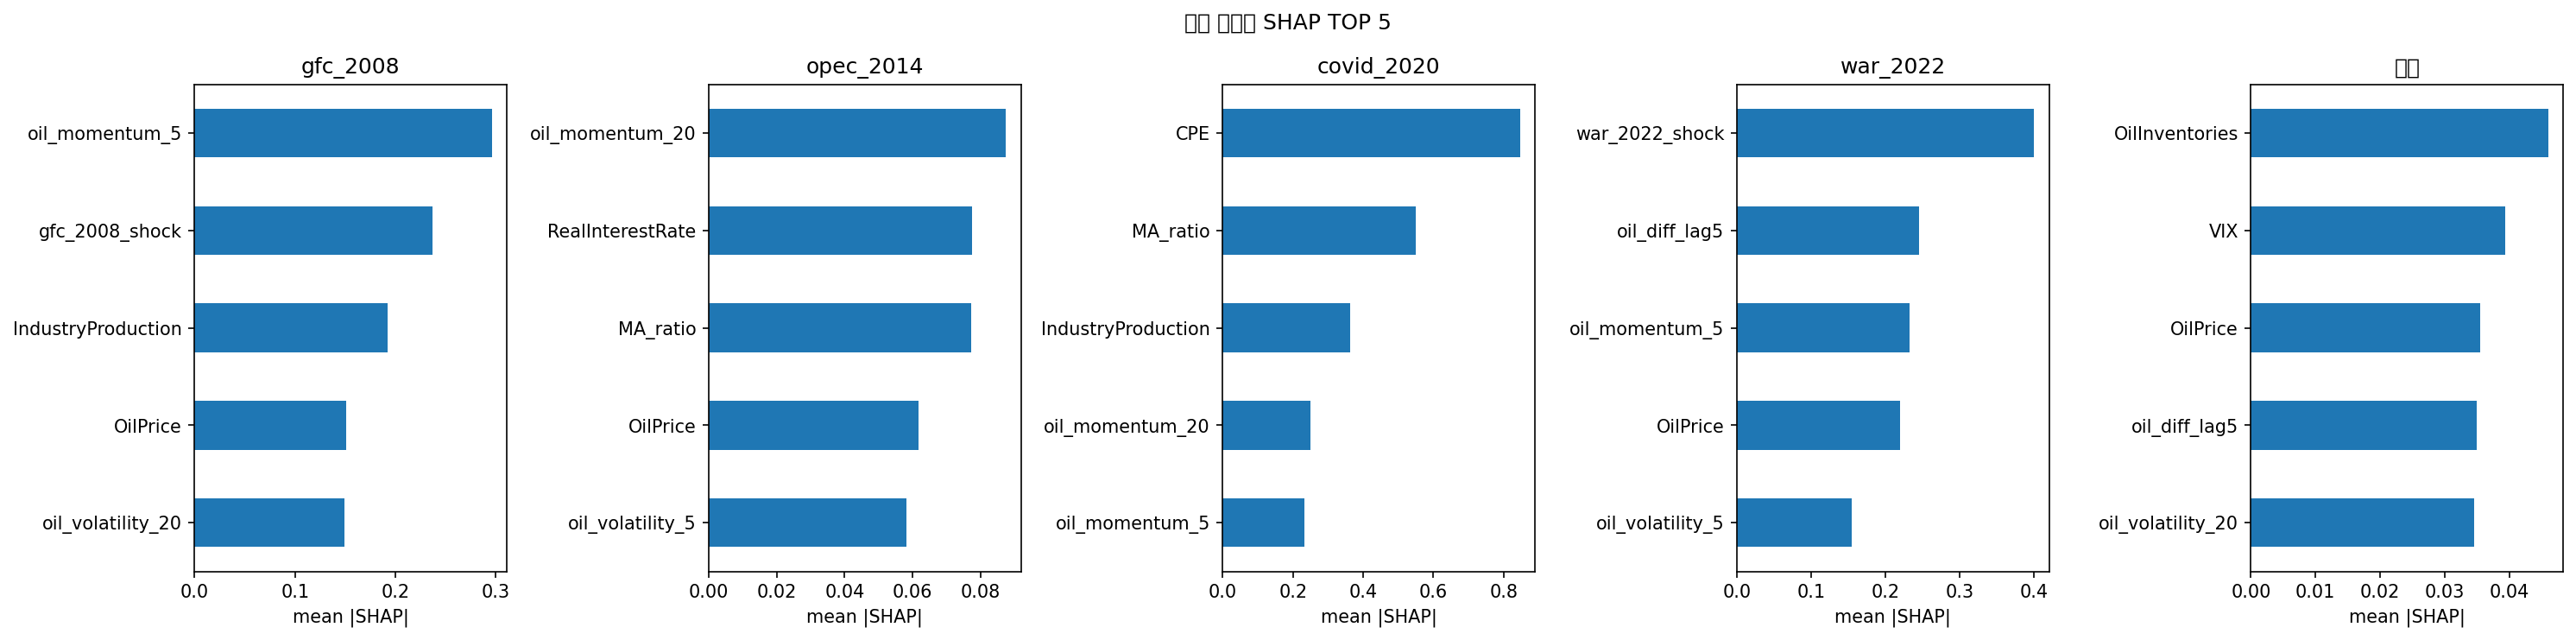 SHAP TOP 5
gfc_2008
oil_momentum_5
gfc_2008_shock
IndustryProduction
OilPrice
oil_volatility_20
0.0 0.1 0.2 0.3
mean |SHAP|
opec_2014
oil_momentum_20
RealInterestRate
MA_ratio
OilPrice
oil_volatility_5
0.00 0.02 0.04 0.06 0.08
mean |SHAP|
covid_2020
CPE
MA_ratio
IndustryProduction
oil_momentum_20
oil_momentum_5
0.0 0.2 0.4 0.6 0.8
mean |SHAP|
war_2022
war_2022_shock
oil_diff_lag5
oil_momentum_5
OilPrice
oil_volatility_5
0.0 0.1 0.2 0.3 0.4
mean |SHAP|
OilInventories
VIX
OilPrice
oil_diff_lag5
oil_volatility_20
0.00 0.01 0.02 0.03 0.04
mean |SHAP|